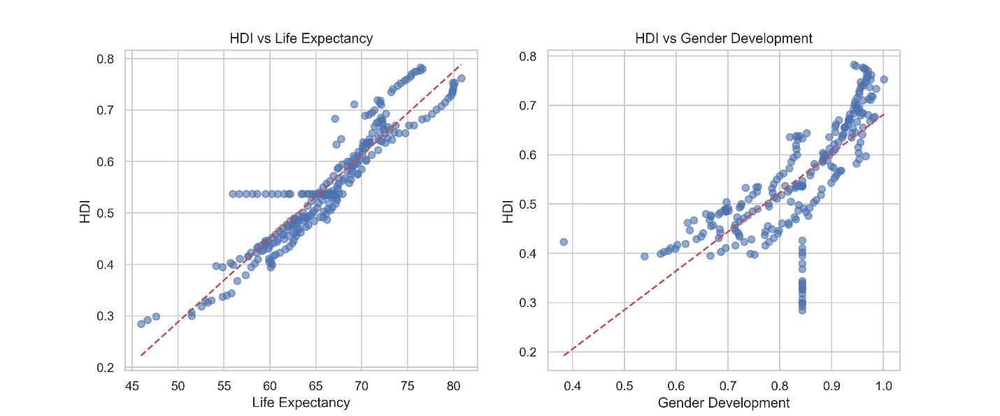 HDI vs Life Expectancy
0.8
0.7
0.6
0.5
0.4
0.3
0.2
HDI
45 50 55 60 65 70 75 80
Life Expectancy
HDI vs Gender Development
0.8
0.7
0.6
0.5
0.4
0.3
0.2
HDI
0.4 0.5 0.6 0.7 0.8 0.9 1.0
Gender Development